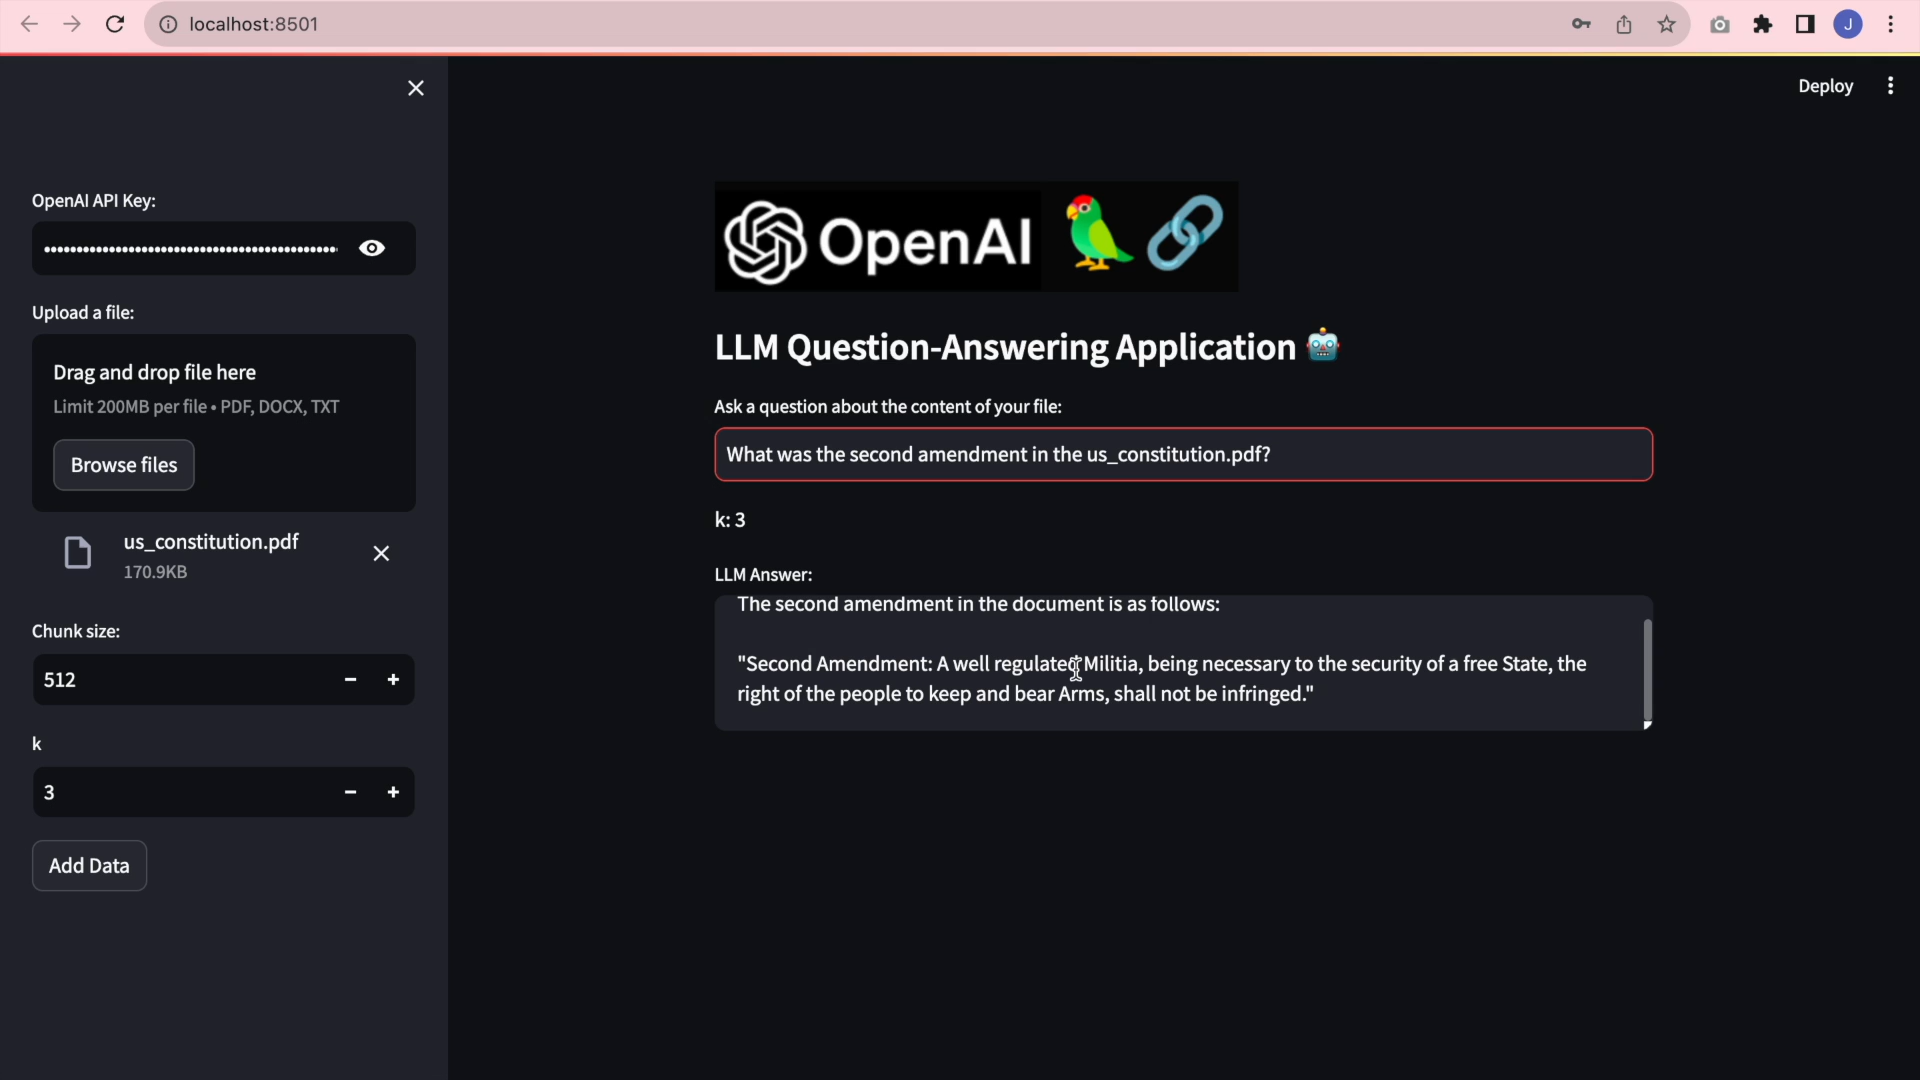 localhost:8501
J
Deploy
OpenAI API Key:
Upload a file:
Drag and drop file here
Limit 200MB per file • PDF, DOCX, TXT
Browse files
us_constitution.pdf
170.9KB
Chunk size:
512
k
3
Add Data
OpenAI
LLM Question-Answering Application 🤖
Ask a question about the content of your file:
What was the second amendment in the us_constitution.pdf?
k: 3
LLM Answer:
The second amendment in the document is as follows:
"Second Amendment: A well regulated Militia, being necessary to the security of a free State, the
right of the people to keep and bear Arms, shall not be infringed."